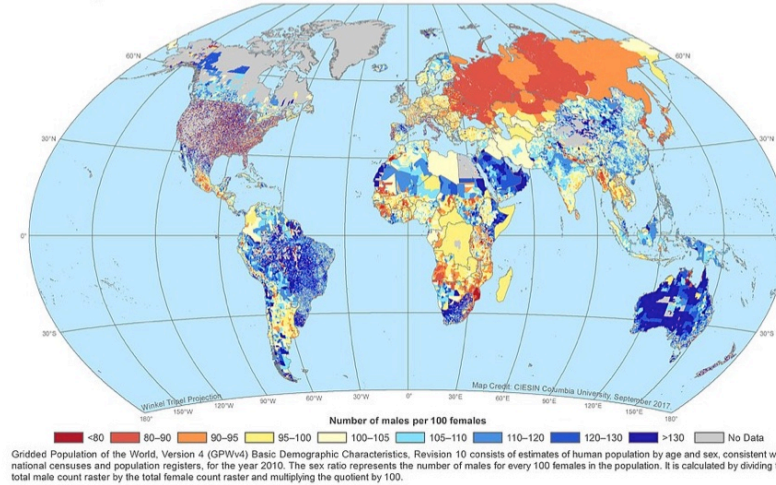 60°N
60°N
30°N
30°N
0°
0°
30°S
30°S
Winkel Tripel Projection
Map Credit: CIESIN Columbia University, September 2017.
180° 150°W 120°W 90°W 60°W 30°W 0° 30°E 60°E 90°E 120°E 150°E 180°
Number of males per 100 females
<80 80–90 90–95 95–100 100–105 105–110 110–120 120–130 >130 No Data
Gridded Population of the World, Version 4 (GPWv4) Basic Demographic Characteristics, Revision 10 consists of estimates of human population by age and sex, consistent w
national censuses and population registers, for the year 2010. The sex ratio represents the number of males for every 100 females in the population. It is calculated by dividing
total male count raster by the total female count raster and multiplying the quotient by 100.